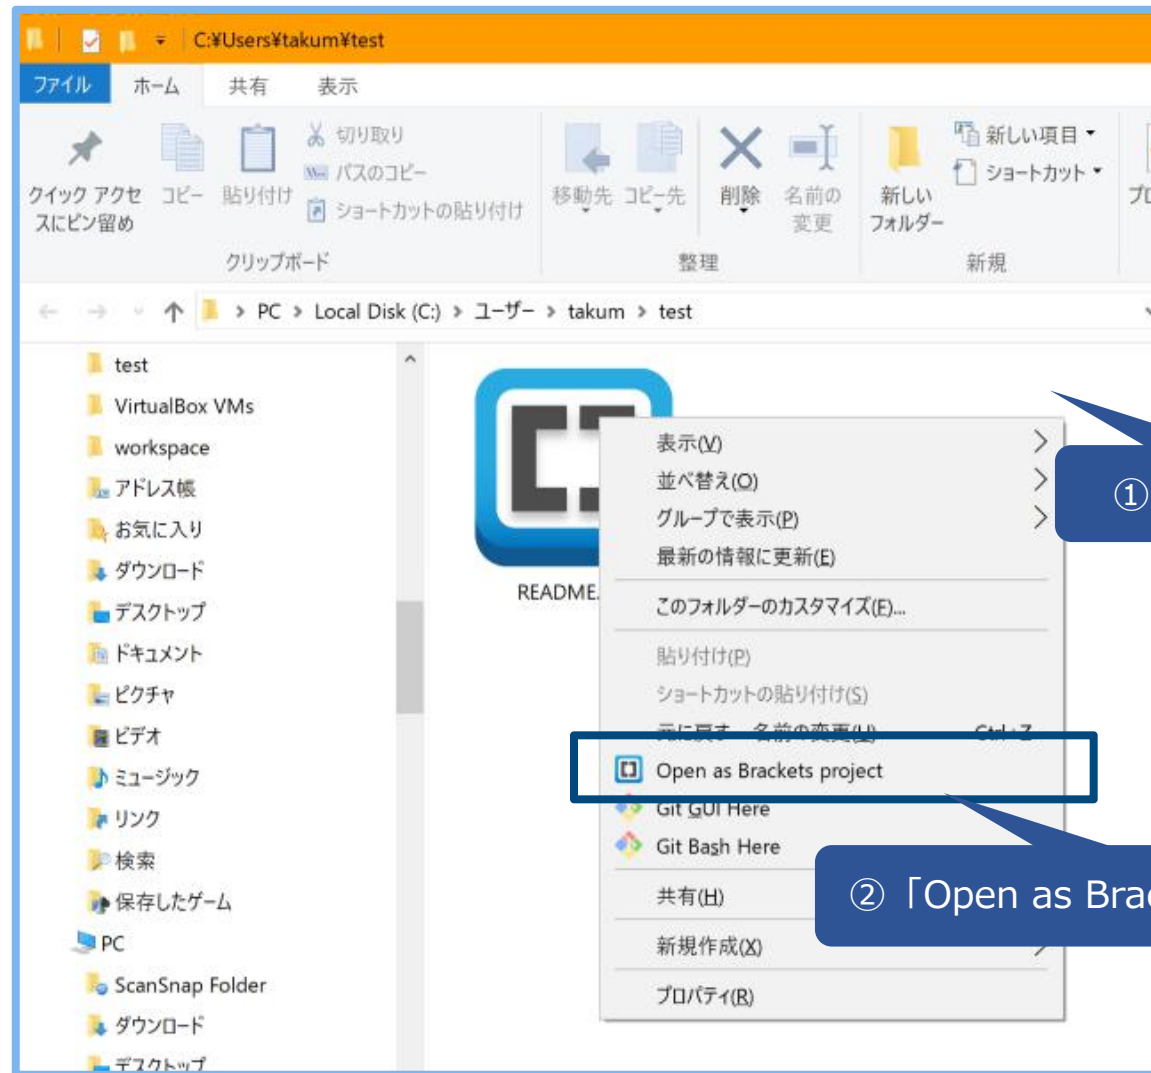 C:¥Users¥takum¥test
ファイル ホーム 共有 表示
クイック アクセ
スにピン留め
コピー
貼り付け
切り取り
パスのコピー
ショートカットの貼り付け
クリップボード
移動先
コピー先
削除
名前の
変更
整理
新しい
フォルダー
新しい項目
ショートカット
新規
PC > Local Disk (C:) > ユーザー > takum > test
test
VirtualBox VMs
workspace
アドレス帳
お気に入り
ダウンロード
デスクトップ
ドキュメント
ピクチャ
ビデオ
ミュージック
リンク
検索
保存したゲーム
PC
ScanSnap Folder
ダウンロード
デスクトップ
README.
表示(V)
並べ替え(O)
グループで表示(P)
最新の情報に更新(E)
このフォルダーのカスタマイズ(F)...
貼り付け(P)
ショートカットの貼り付け(S)
元に戻す 名前の変更(U) Ctrl+Z
Open as Brackets project
Git GUI Here
Git Bash Here
共有(H)
新規作成(X)
プロパティ(R)
①
②「Open as Bra